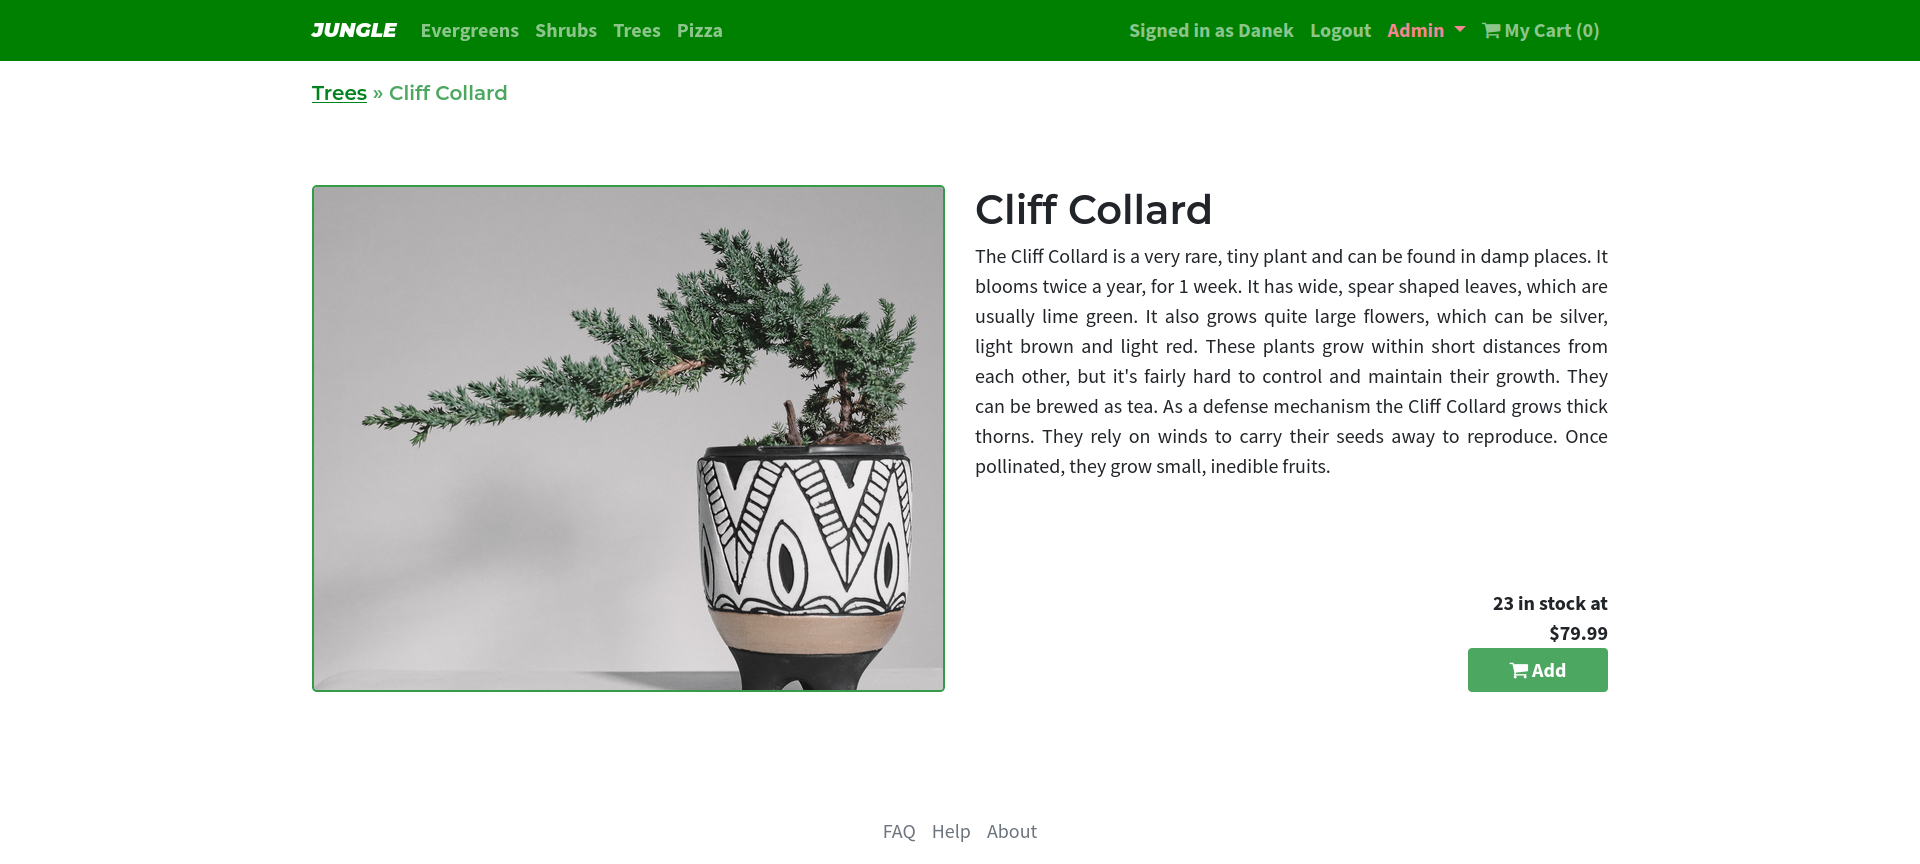 JUNGLE Evergreens Shrubs Trees Pizza Signed in as Danek Logout Admin My Cart (0)
Trees » Cliff Collard
Cliff Collard
The Cliff Collard is a very rare, tiny plant and can be found in damp places. It
blooms twice a year, for 1 week. It has wide, spear shaped leaves, which are
usually lime green. It also grows quite large flowers, which can be silver,
light brown and light red. These plants grow within short distances from
each other, but it's fairly hard to control and maintain their growth. They
can be brewed as tea. As a defense mechanism the Cliff Collard grows thick
thorns. They rely on winds to carry their seeds away to reproduce. Once
pollinated, they grow small, inedible fruits.
23 in stock at
$79.99
Add
FAQ Help About